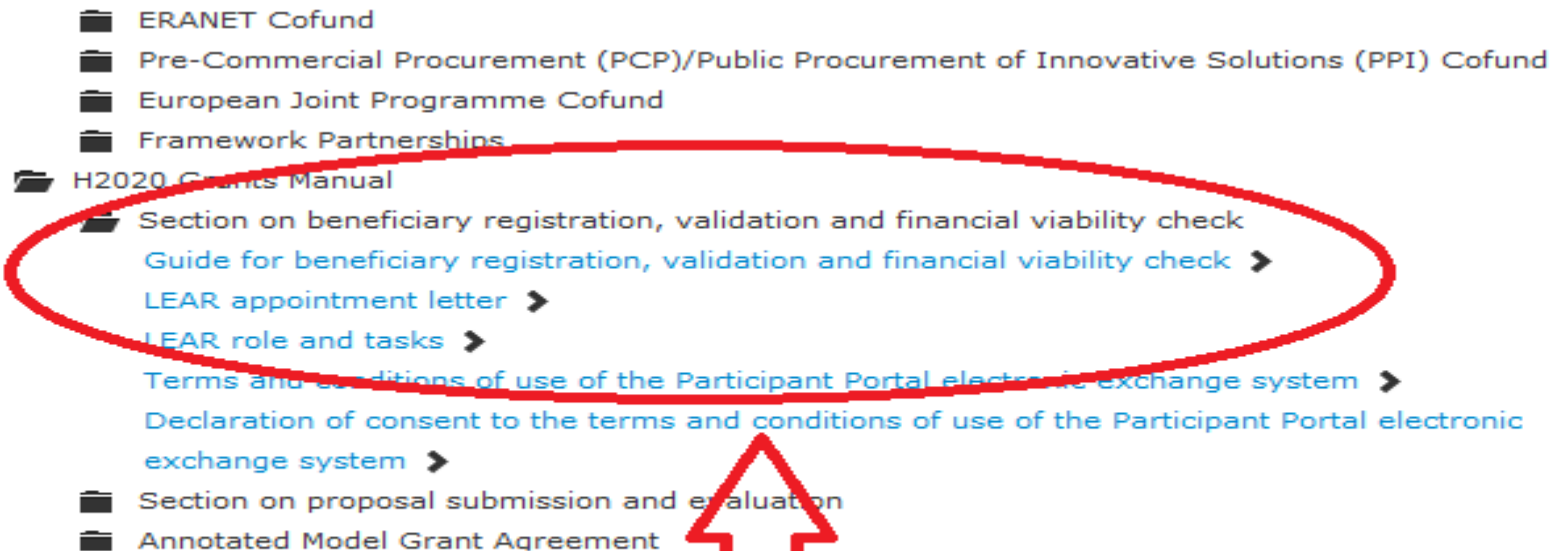 ERANET Cofund
Pre-Commercial Procurement (PCP)/Public Procurement of Innovative Solutions (PPI) Cofund
European Joint Programme Cofund
Framework Partnerships
H2020 Grants Manual
Section on beneficiary registration, validation and financial viability check
Guide for beneficiary registration, validation and financial viability check
LEAR appointment letter
LEAR role and tasks
Terms and conditions of use of the Participant Portal electronic exchange system
Declaration of consent to the terms and conditions of use of the Participant Portal electronic
exchange system
Section on proposal submission and evaluation
Annotated Model Grant Agreement